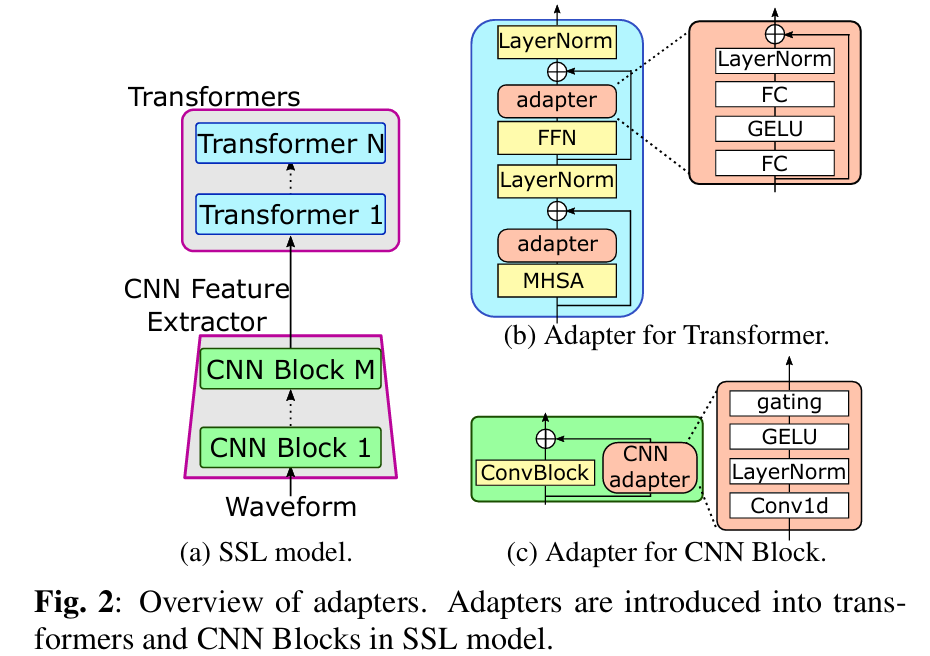 Transformers
Transformer N
Transformer 1
CNN Feature
Extractor
CNN Block M
CNN Block 1
Waveform
(a) SSL model.
LayerNorm
adapter
FFN
LayerNorm
adapter
MHSA
LayerNorm
FC
GELU
FC
(b) Adapter for Transformer.
ConvBlock
CNN
adapter
gating
GELU
LayerNorm
Conv1d
(c) Adapter for CNN Block.
Fig. 2: Overview of adapters. Adapters are introduced into trans-
formers and CNN Blocks in SSL model.